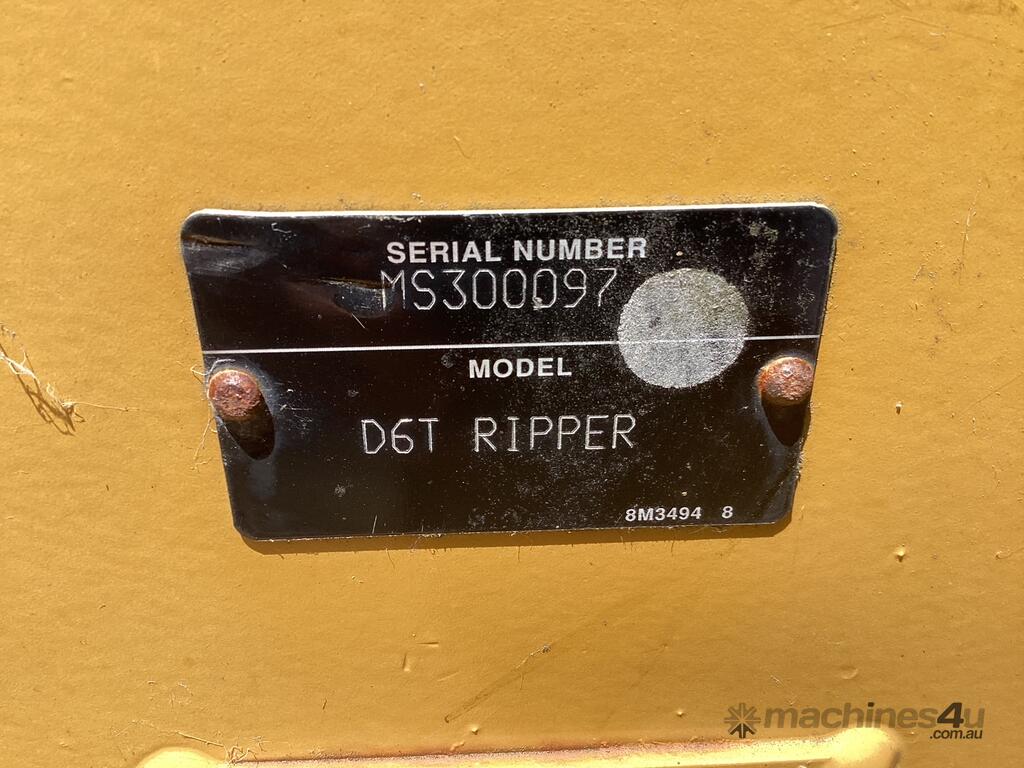 SERIAL NUMBER
MS300097
MODEL
D6T RIPPER
8M3494 8
machines4u
.com.au